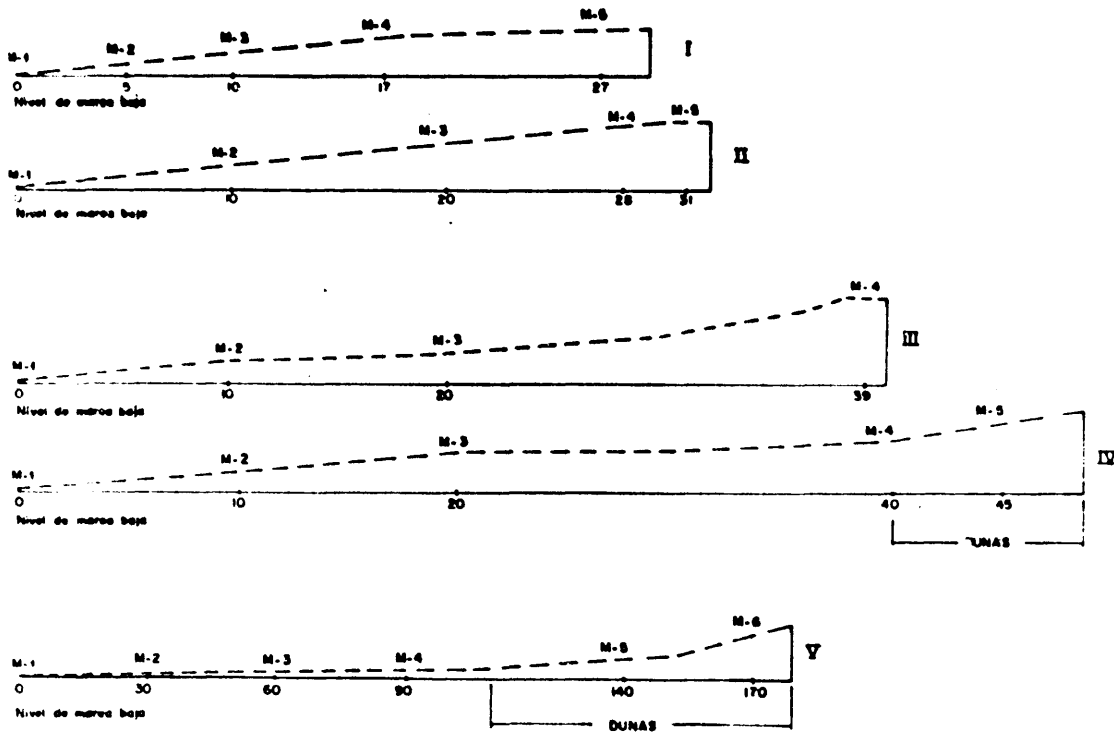 M-1 M-2 M-3 M-4 M-5
I
0 5 10 17 27
Nivel de marea baja
M-1 M-2 M-3 M-4 M-5
II
0 10 20 28 31
Nivel de marea baja
M-1 M-2 M-3 M-4
III
0 10 20 39
Nivel de marea baja
M-1 M-2 M-3 M-4 M-5
IV
0 10 20 40 45
Nivel de marea baja
DUNAS
M-1 M-2 M-3 M-4 M-5 M-6
V
0 30 60 90 140 170
Nivel de marea baja
DUNAS